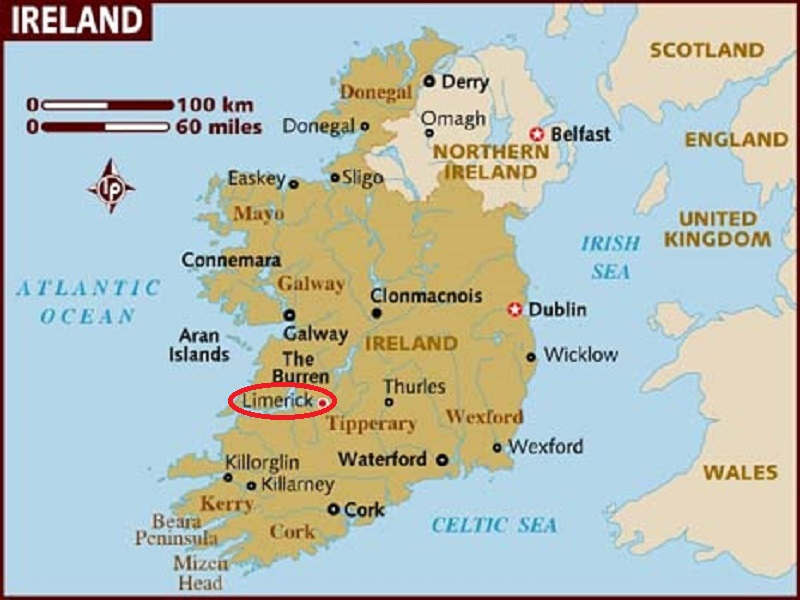 IRELAND
SCOTLAND
0 100 km
0 60 miles
Donegal
Derry
Donegal
Omagh
Belfast
ENGLAND
NORTHERN
IRELAND
lp
Easkey
Sligo
Mayo
UNITED
KINGDOM
IRISH
SEA
Connemara
ATLANTIC
OCEAN
Galway
Clonmacnois
Dublin
Galway
Aran
Islands
IRELAND
The
Burren
Wicklow
Limerick
Thurles
Tipperary
Wexford
Wexford
Killorglin
Waterford
Killarney
WALES
Kerry
Cork
Beara
Peninsula
Cork
CELTIC SEA
Mizen
Head